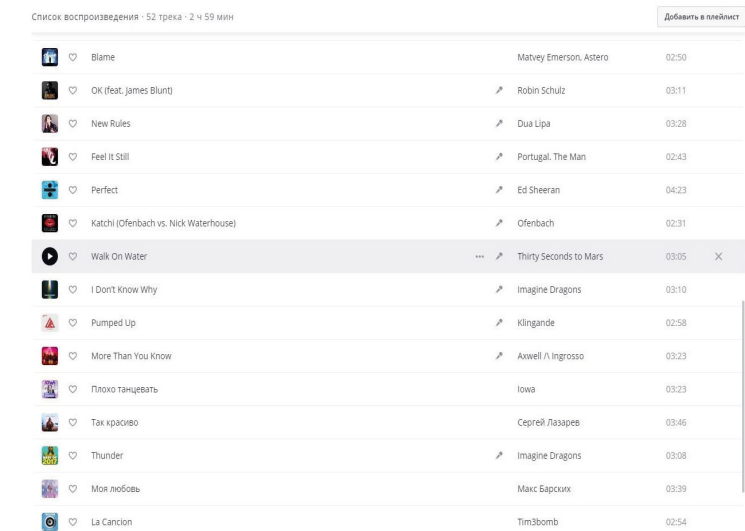 Список воспроизведения · 52 трека · 2 ч 59 мин Добавить в плейлист
Blame Matvey Emerson, Astero 02:50
OK (feat. James Blunt) Robin Schulz 03:11
New Rules Dua Lipa 03:28
Feel It Still Portugal. The Man 02:43
Perfect Ed Sheeran 04:23
Katchi (Ofenbach vs. Nick Waterhouse) Ofenbach 02:31
Walk On Water ••• Thirty Seconds to Mars 03:05
I Don't Know Why Imagine Dragons 03:10
Pumped Up Klingande 02:58
More Than You Know Axwell /\ Ingrosso 03:23
Плохо танцевать Iowa 03:23
Так красиво Сергей Лазарев 03:46
Thunder Imagine Dragons 03:08
Моя любовь Макс Барских 03:39
La Cancion Tim3bomb 02:54